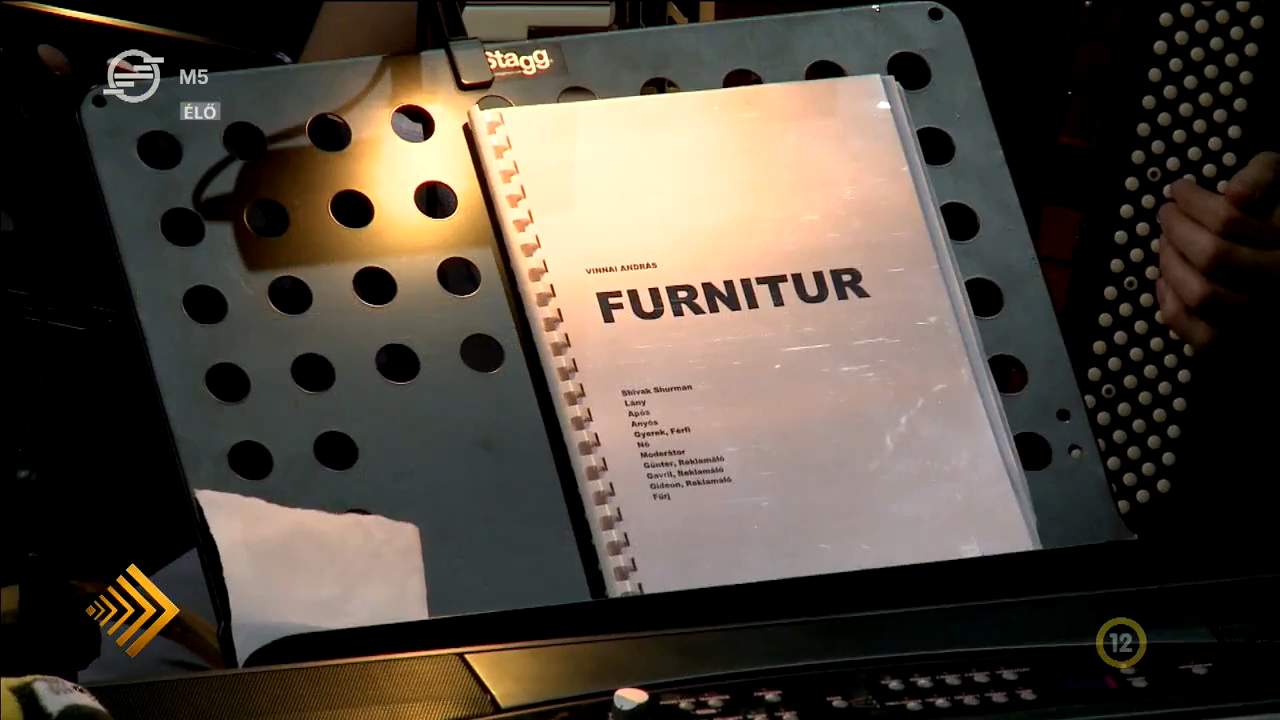 stagg
M5
ÉLŐ
VINNAI ANDRÁS
FURNITUR
Shivak Shurman
Lány
Após
Anyós
Gyerek, Férfi
Nő
Moderátor
Günter, Reklamáló
Gavril, Reklamáló
Gideon, Reklamáló
Fürj
12